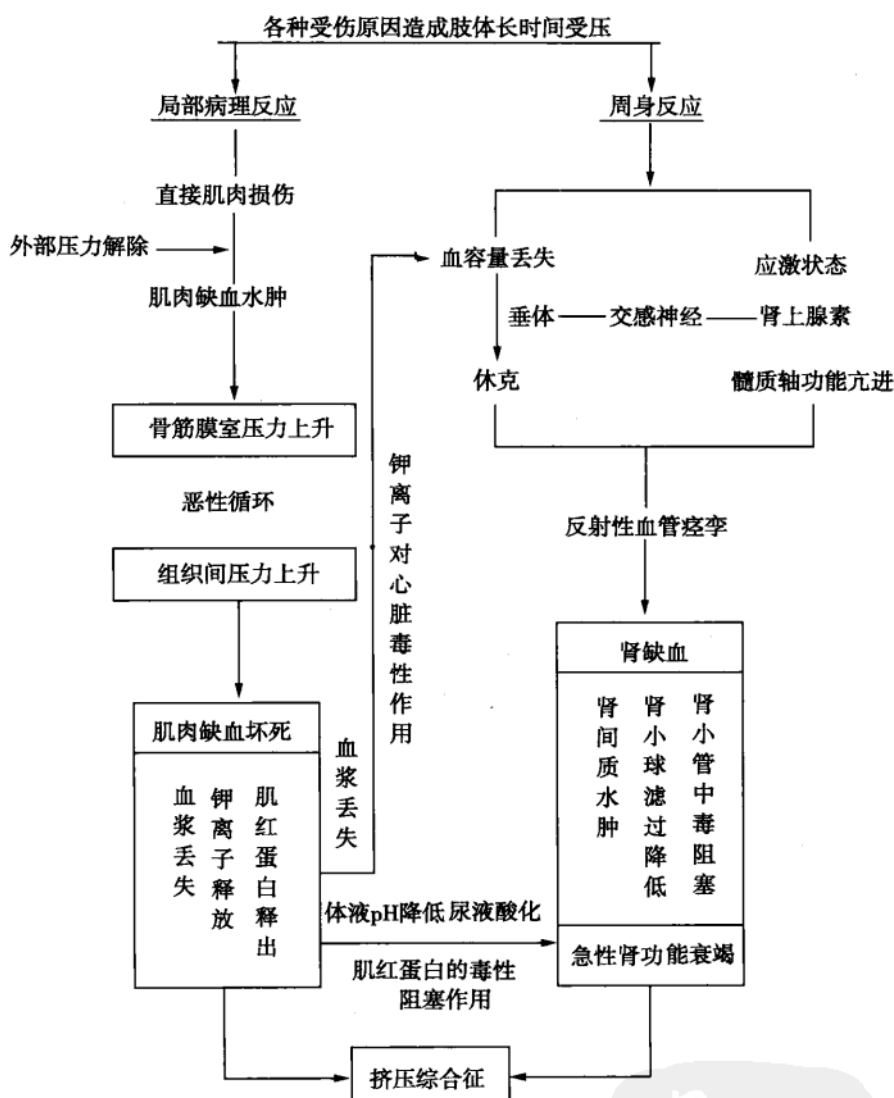 各种受伤原因造成肢体长时间受压
局部病理反应
周身反应
直接肌肉损伤
外部压力解除
血容量丢失
应激状态
肌肉缺血水肿
垂体
交感神经
肾上腺素
休克
髓质轴功能亢进
骨筋膜室压力上升
钾离子对心脏毒性作用
恶性循环
反射性血管痉挛
组织间压力上升
肾缺血
肌肉缺血坏死
血浆丢失
肾间质水肿
肾小球滤过降低
肾小管中毒阻塞
血浆丢失
钾离子释放
肌红蛋白释出
体液pH降低 尿液酸化
急性肾功能衰竭
肌红蛋白的毒性
阻塞作用
挤压综合征